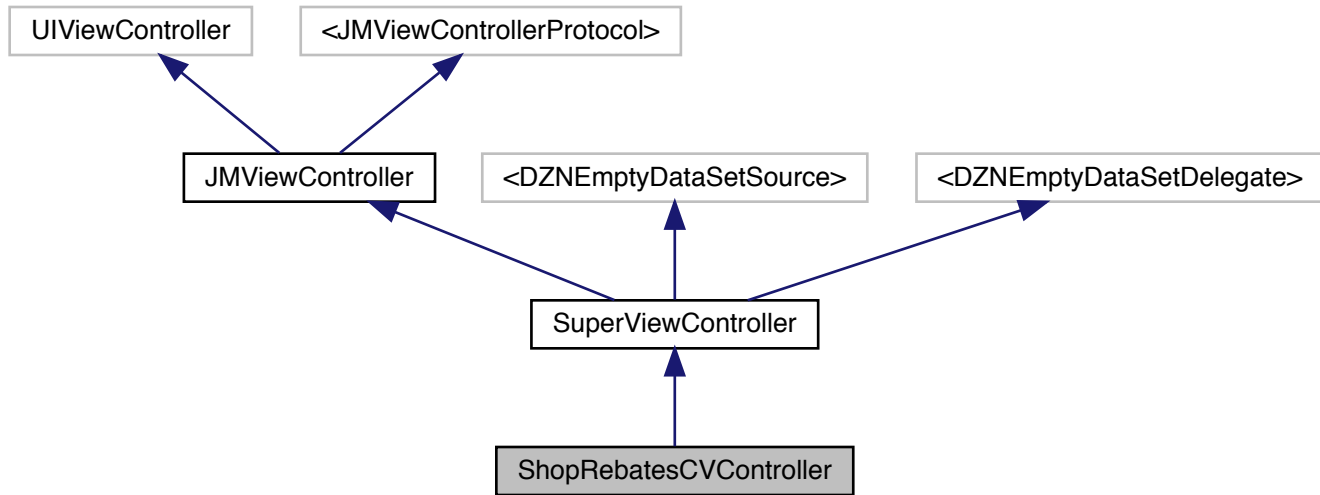 UIViewController
<JMViewControllerProtocol>
JMViewController
<DZNEmptyDataSetSource>
<DZNEmptyDataSetDelegate>
SuperViewController
ShopRebatesCVController